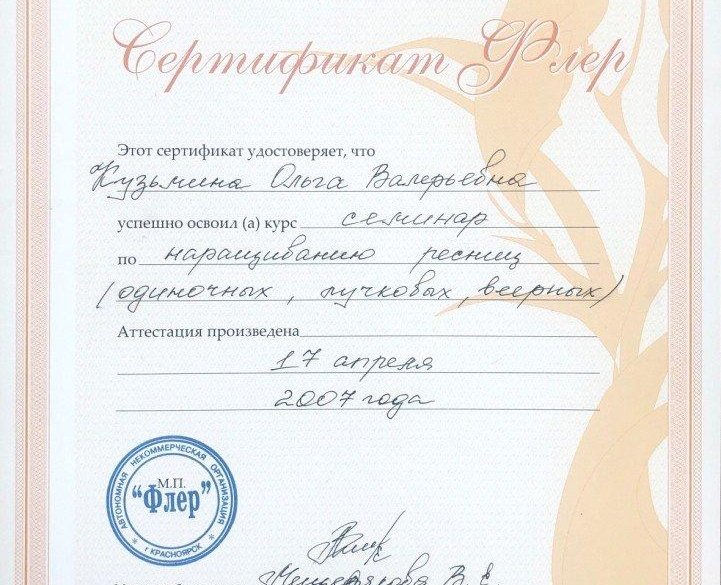 Сертификат Флер
Этот сертификат удостоверяет, что
Кузьмина Ольга Валерьевна
успешно освоил (а) курс семинар
по наращиванию ресниц
(одиночных, пучковых, веерных)
Аттестация произведена
17 апреля
2007 года
АВТОНОМНАЯ НЕКОММЕРЧЕСКАЯ ОРГАНИЗАЦИЯ
М.П.
"Флер"
г КРАСНОЯРСК
В. Е.